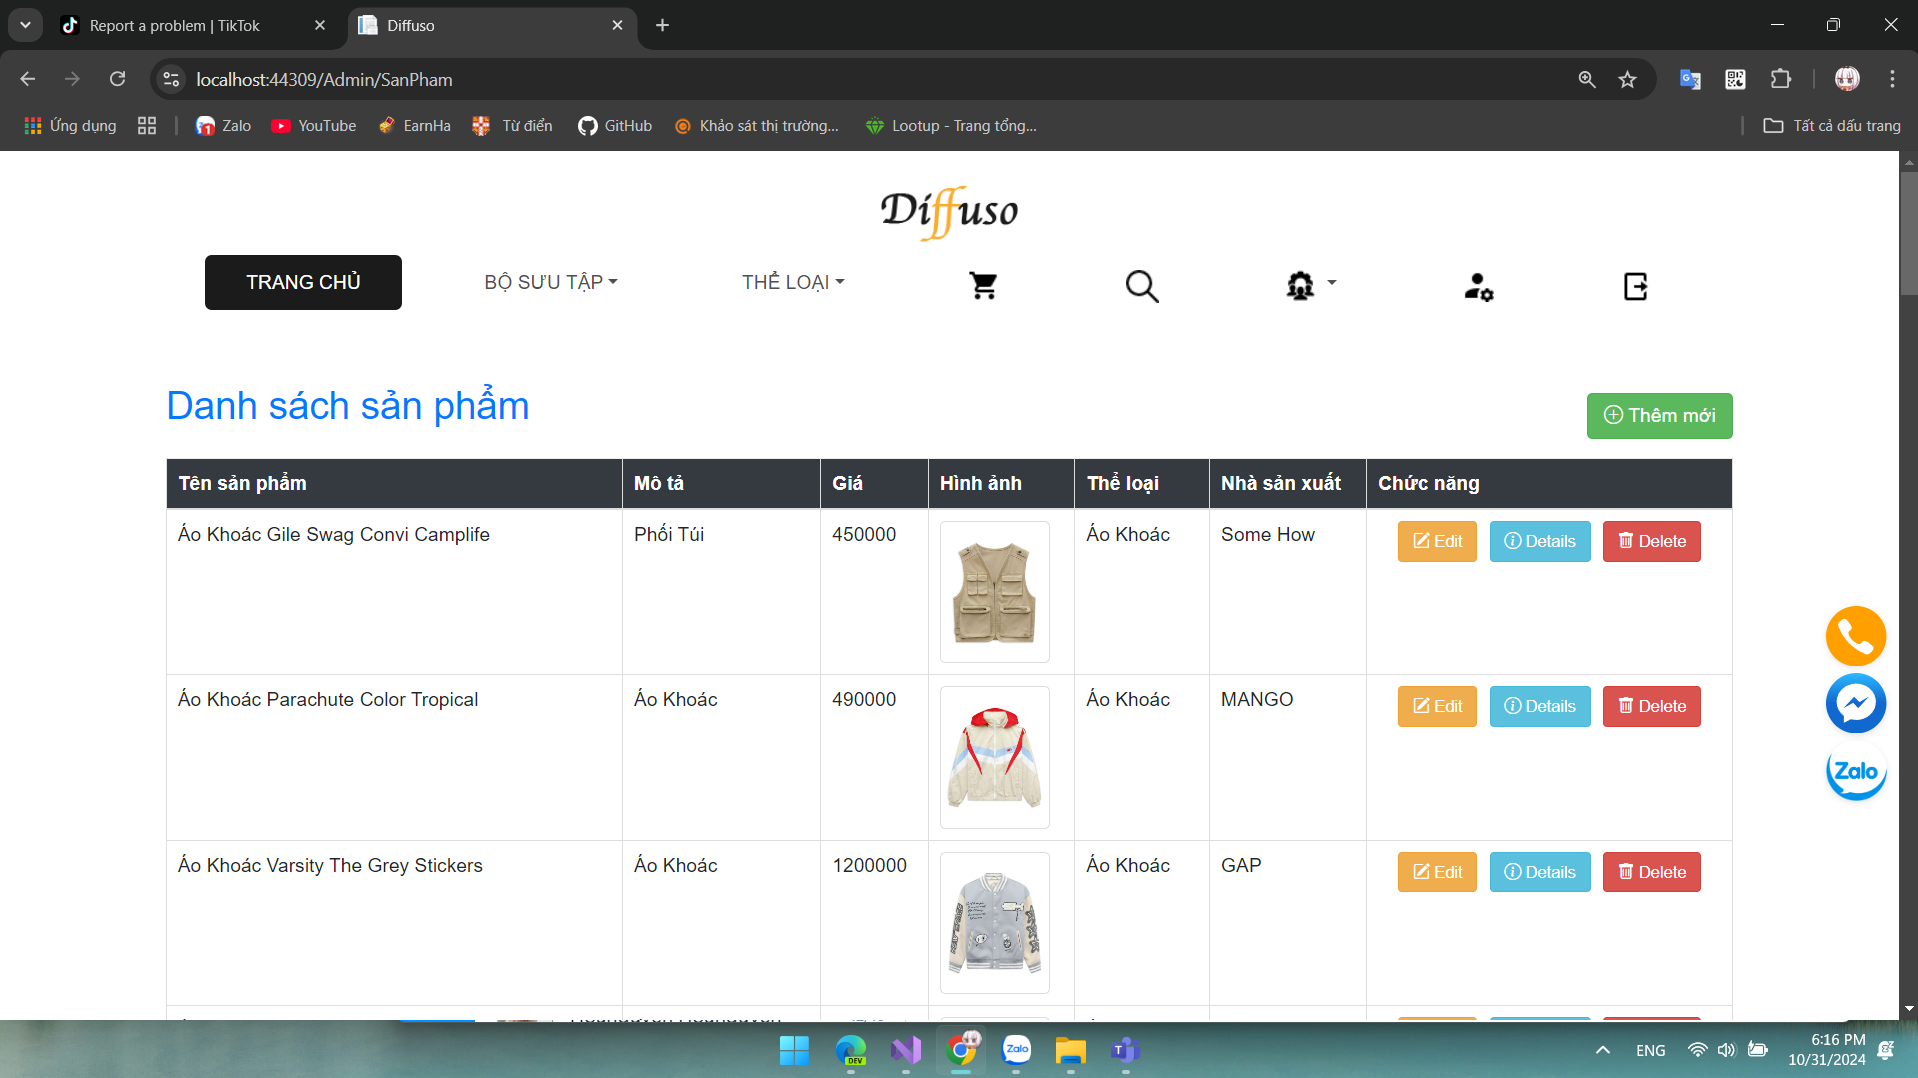 Report a problem | TikTok
Diffuso
localhost:44309/Admin/SanPham
Ứng dụng
Zalo
YouTube
EarnHa
Từ điển
GitHub
Khảo sát thị trường...
Lootup - Trang tổng...
Tất cả dấu trang
Diffuso
TRANG CHỦ
BỘ SƯU TẬP
THỂ LOẠI
Danh sách sản phẩm
Thêm mới
Tên sản phẩm Mô tả Giá Hình ảnh Thể loại Nhà sản xuất Chức năng
Áo Khoác Gile Swag Convi Camplife Phối Túi 450000 Áo Khoác Some How Edit Details Delete
Áo Khoác Parachute Color Tropical Áo Khoác 490000 Áo Khoác MANGO Edit Details Delete
Áo Khoác Varsity The Grey Stickers Áo Khoác 1200000 Áo Khoác GAP Edit Details Delete
Zalo
DEV
Zalo
T
ENG
6:16 PM
10/31/2024